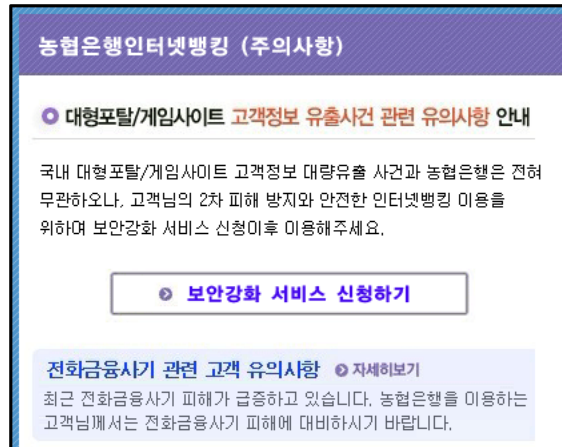 농협은행인터넷뱅킹 (주의사항)
대형포탈/게임사이트 고객정보 유출사건 관련 유의사항 안내
국내 대형포탈/게임사이트 고객정보 대량유출 사건과 농협은행은 전혀
무관하오나, 고객님의 2차 피해 방지와 안전한 인터넷뱅킹 이용을
위하며 보안강화 서비스 신청이후 이용해주세요.
보안강화 서비스 신청하기
전화금융사기 관련 고객 유의사항 자세히보기
최근 전화금융사기 피해가 급증하고 있습니다. 농협은행을 이용하는
고객님께서는 전화금융사기 피해에 대비하시기 바랍니다.